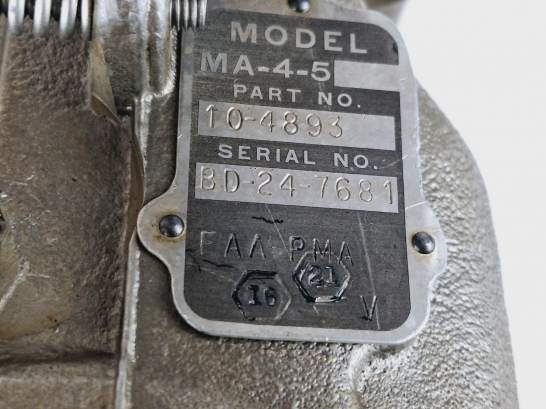 MODEL
MA-4-5
PART NO.
10-4893
SERIAL NO.
BD-24-7681
FAA-PMA
16 21
V